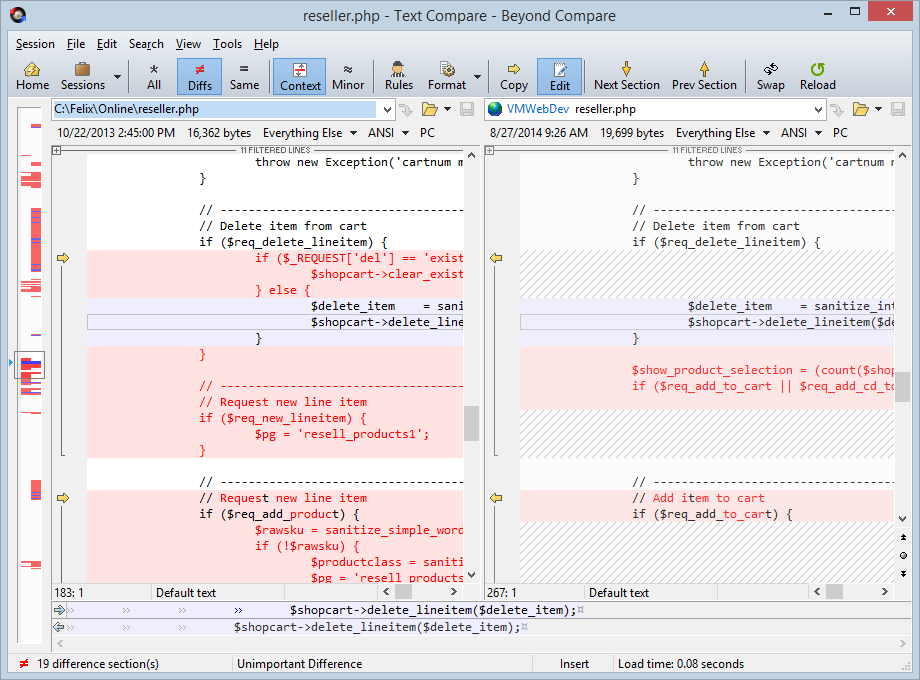 reseller.php - Text Compare - Beyond Compare
Session File Edit Search View Tools Help
Home Sessions All Diffs Same Context Minor Rules Format Copy Edit Next Section Prev Section Swap Reload
C:\Felix\Online\reseller.php
VMWebDev reseller.php
10/22/2013 2:45:00 PM 16,362 bytes Everything Else ANSI PC
8/27/2014 9:26 AM 19,699 bytes Everything Else ANSI PC
11 FILTERED LINES
throw new Exception('cartnum
}
// -----------------------------------
// Delete item from cart
if ($req_delete_lineitem) {
if ($_REQUEST['del'] == 'exist
$shopcart->clear_exist
} else {
$delete_item = sani
$shopcart->delete_line
}
}
// -----------------------------------
// Request new line item
if ($req_new_lineitem) {
$pg = 'resell_products1';
}
// -----------------------------------
// Request new line item
if ($req_add_product) {
$rawsku = sanitize_simple_word
if (!$rawsku) {
$productclass = saniti
$pg = 'resell_products
11 FILTERED LINES
throw new Exception('cartnum
}
// -----------------------------------
// Delete item from cart
if ($req_delete_lineitem) {
$delete_item = sanitize_int
$shopcart->delete_lineitem($de
}
$show_product_selection = (count($shop
if ($req_add_to_cart || $req_add_cd_to
// -----------------------------------
// Add item to cart
if ($req_add_to_cart) {
183: 1 Default text
267: 1 Default text
» » » » $shopcart->delete_lineitem($delete_item);¤
» » » $shopcart->delete_lineitem($delete_item);¤
≠ 19 difference section(s) Unimportant Difference Insert Load time: 0.08 seconds